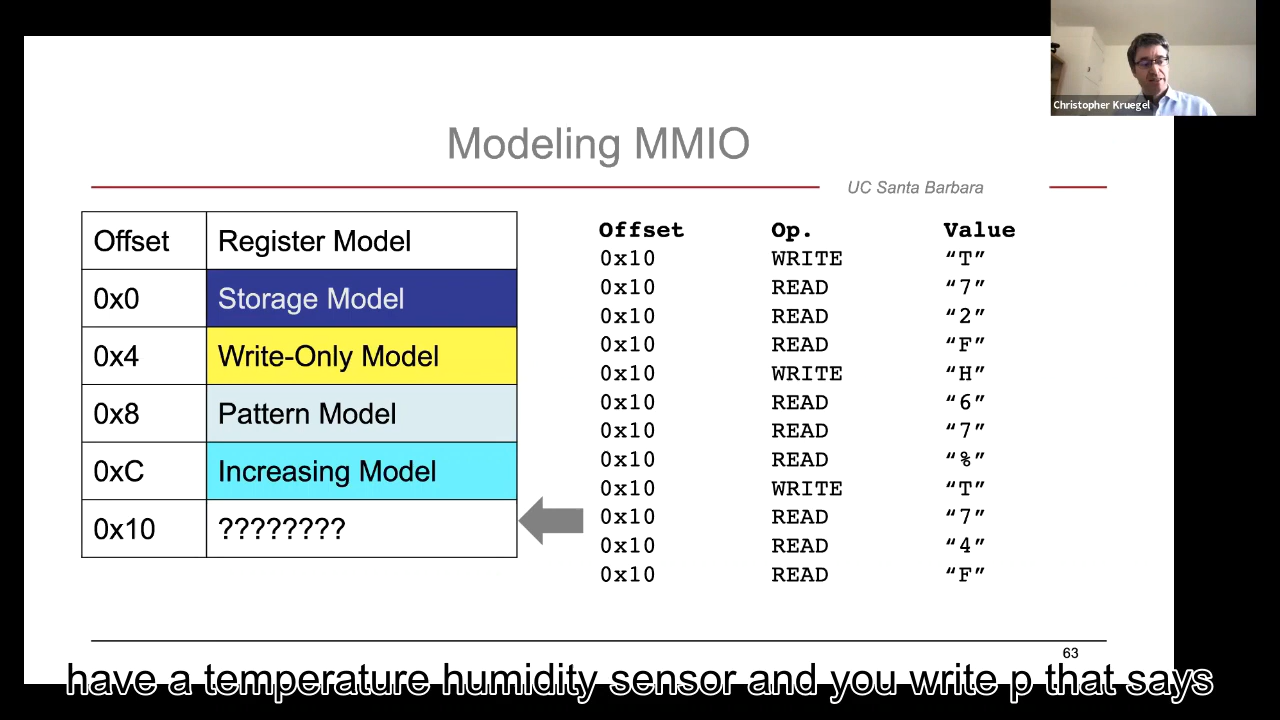 Christopher Kruegel
Modeling MMIO
UC Santa Barbara
Offset Register Model
0x0 Storage Model
0x4 Write-Only Model
0x8 Pattern Model
0xC Increasing Model
0x10 ????????
Offset Op. Value
0x10 WRITE “T”
0x10 READ “7”
0x10 READ “2”
0x10 READ “F”
0x10 WRITE “H”
0x10 READ “6”
0x10 READ “7”
0x10 READ “%”
0x10 WRITE “T”
0x10 READ “7”
0x10 READ “4”
0x10 READ “F”
63
have a temperature humidity sensor and you write p that says